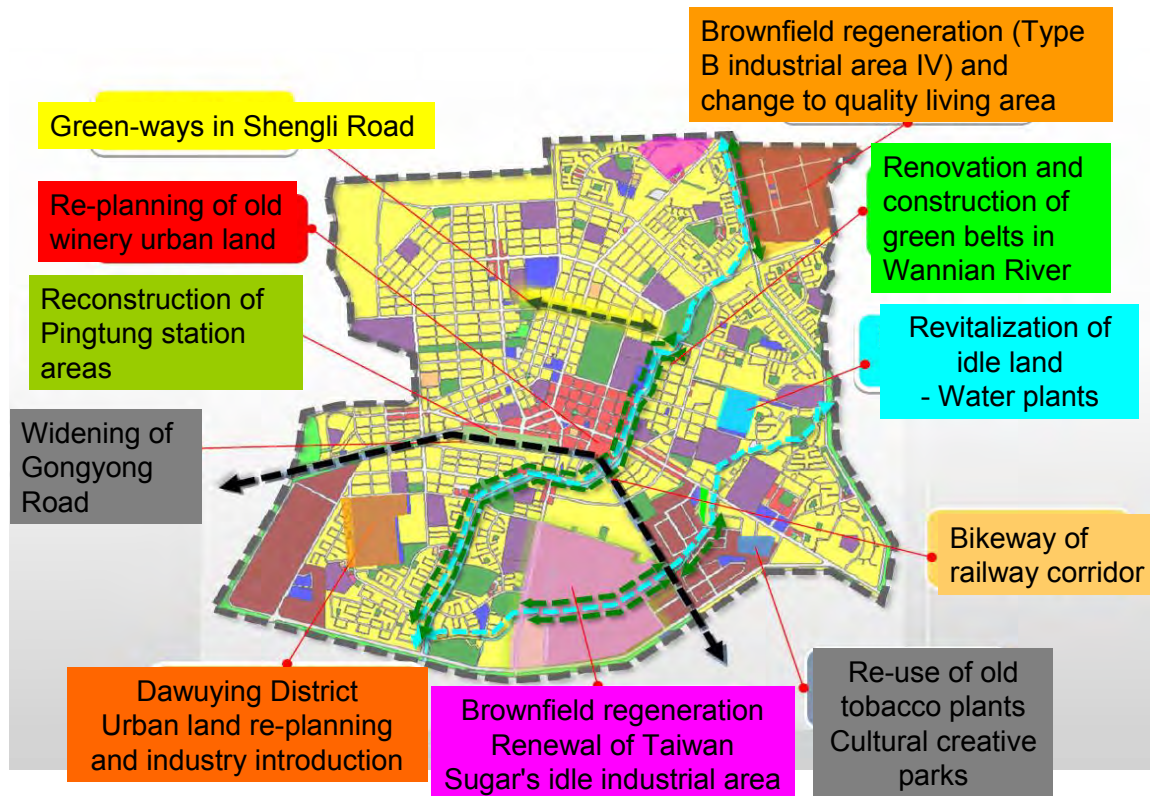 Brownfield regeneration (Type
B industrial area IV) and
change to quality living area
Green-ways in Shengli Road
Renovation and
construction of
green belts in
Wannian River
Re-planning of old
winery urban land
Reconstruction of
Pingtung station
areas
Revitalization of
idle land
- Water plants
Widening of
Gongyong
Road
Bikeway of
railway corridor
Dawuying District
Urban land re-planning
and industry introduction
Brownfield regeneration
Renewal of Taiwan
Sugar's idle industrial area
Re-use of old
tobacco plants
Cultural creative
parks